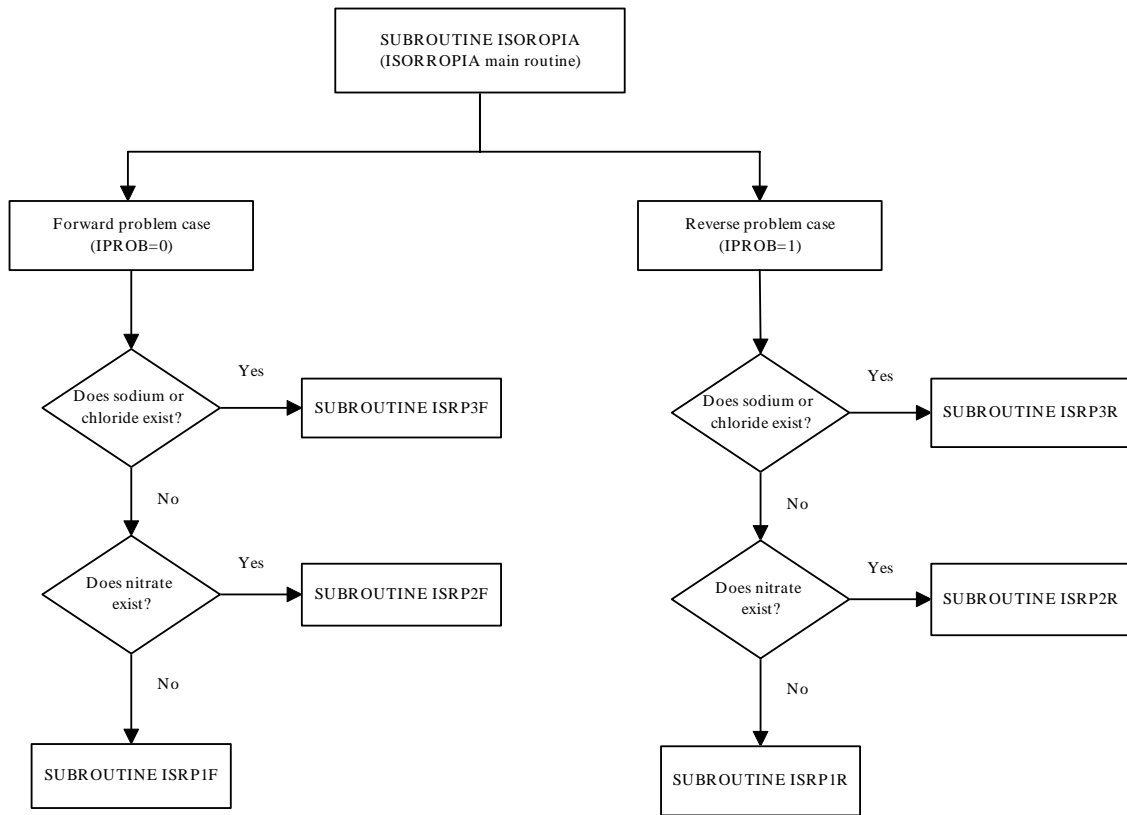 SUBROUTINE ISOROPIA
(ISORROPIA main routine)
Forward problem case
(IPROB=0)
Reverse problem case
(IPROB=1)
Does sodium or
chloride exist?
Yes
SUBROUTINE ISRP3F
Does sodium or
chloride exist?
Yes
SUBROUTINE ISRP3R
No
No
Does nitrate
exist?
Yes
SUBROUTINE ISRP2F
Does nitrate
exist?
Yes
SUBROUTINE ISRP2R
No
No
SUBROUTINE ISRP1F
SUBROUTINE ISRP1R